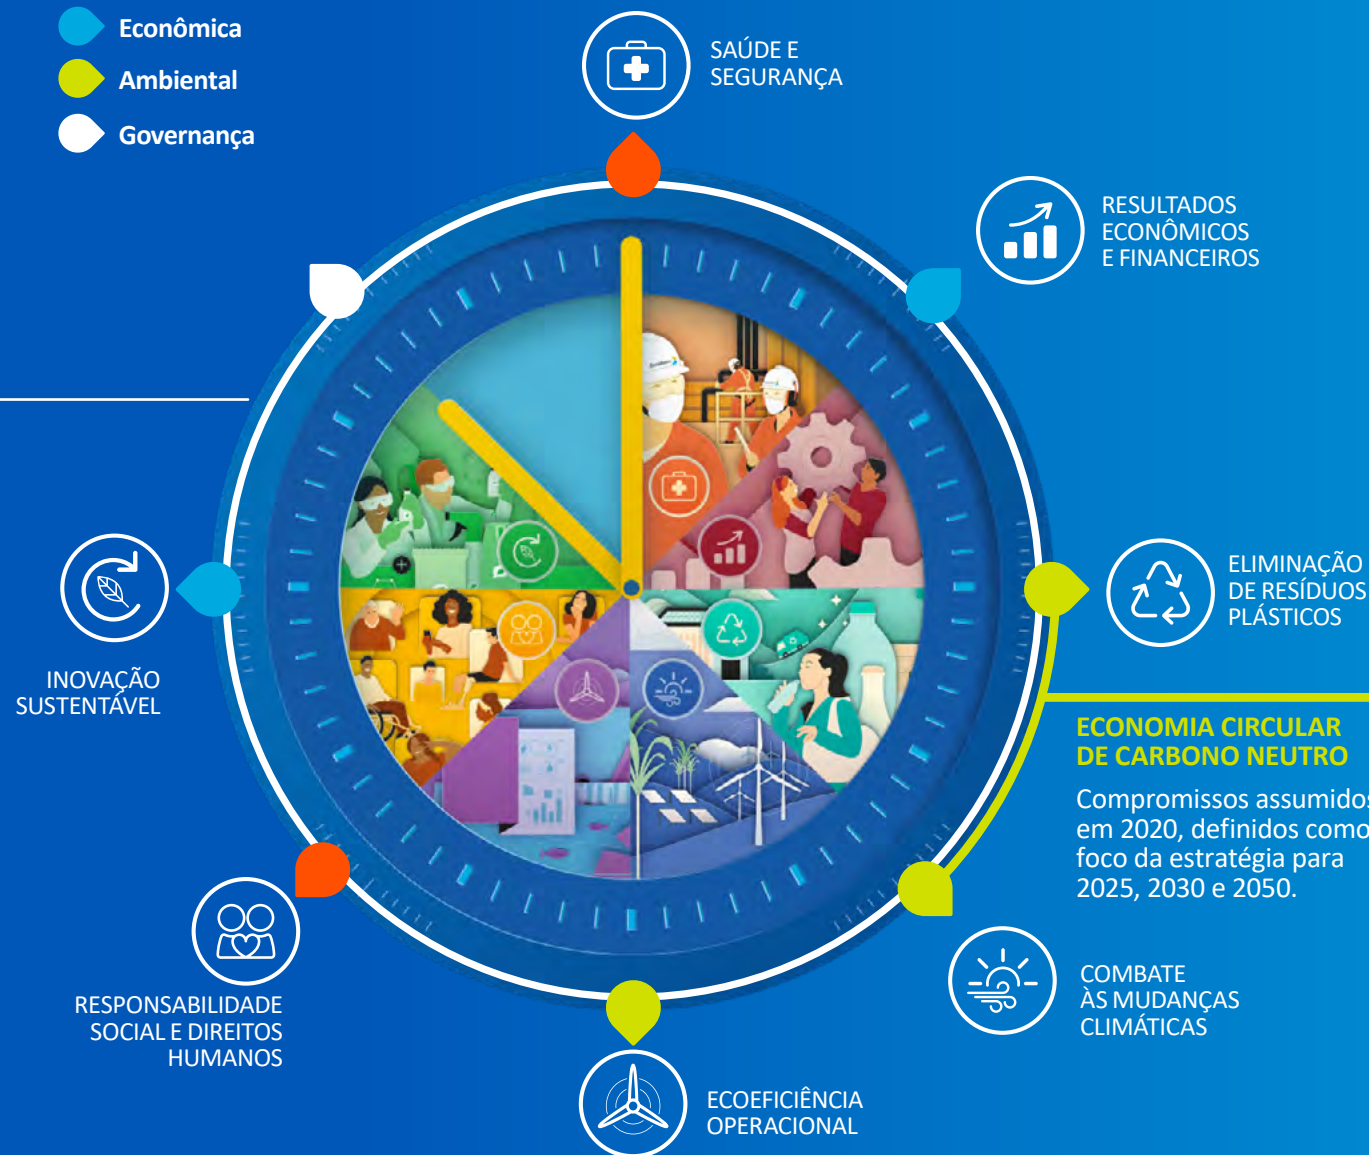 Econômica
Ambiental
Governança
SAÚDE E
SEGURANÇA
RESULTADOS
ECONÔMICOS
E FINANCEIROS
ELIMINAÇÃO
DE RESÍDUOS
PLÁSTICOS
ECONOMIA CIRCULAR
DE CARBONO NEUTRO
Compromissos assumidos
em 2020, definidos como
foco da estratégia para
2025, 2030 e 2050.
COMBATE
ÀS MUDANÇAS
CLIMÁTICAS
ECOEFICIÊNCIA
OPERACIONAL
RESPONSABILIDADE
SOCIAL E DIREITOS
HUMANOS
INOVAÇÃO
SUSTENTÁVEL